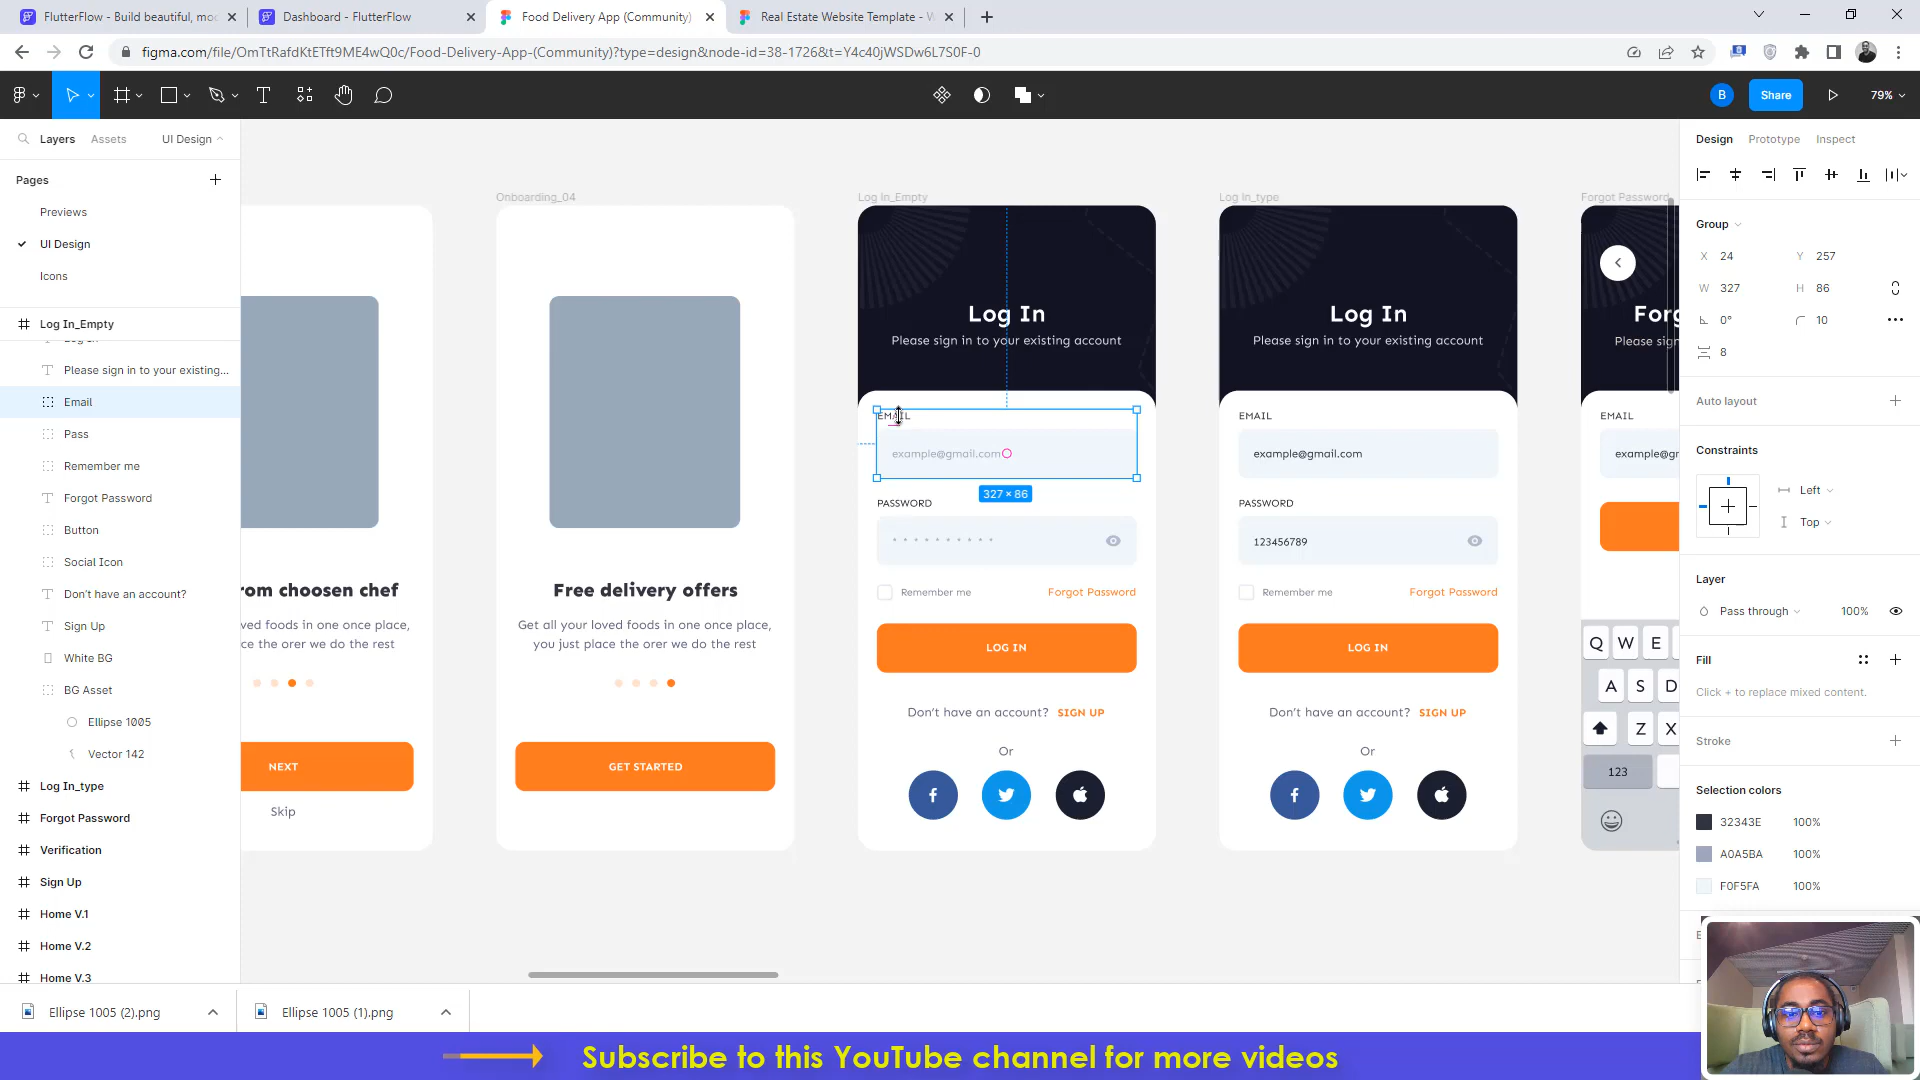 FlutterFlow - Build beautiful, mo
Dashboard - FlutterFlow
Food Delivery App (Community)
Real Estate Website Template - W
figma.com/file/OmTtRafdKtETft9ME4wQ0c/Food-Delivery-App-(Community)?type=design&node-id=38-1726&t=Y4c40jWSDw6L7S0F-0
B
Share
79%
Layers
Assets
UI Design
Pages
Previews
UI Design
Icons
Log In_Empty
Please sign in to your existing...
Email
Pass
Remember me
Forgot Password
Button
Social Icon
Don't have an account?
Sign Up
White BG
BG Asset
Ellipse 1005
Vector 142
Log In_type
Forgot Password
Verification
Sign Up
Home V.1
Home V.2
Home V.3
rom choosen chef
ved foods in one once place,
ce the orer we do the rest
NEXT
Skip
Onboarding_04
Free delivery offers
Get all your loved foods in one once place,
you just place the orer we do the rest
GET STARTED
Log In_Empty
Log In
Please sign in to your existing account
EMAIL
example@gmail.com
327 × 86
PASSWORD
Remember me
Forgot Password
LOG IN
Don't have an account? SIGN UP
Or
Log In_type
Log In
Please sign in to your existing account
EMAIL
example@gmail.com
PASSWORD
123456789
Remember me
Forgot Password
LOG IN
Don't have an account? SIGN UP
Or
Forgot Password
Forg
Please sign
EMAIL
example@gm
Q W E
A S D
Z X
123
Design
Prototype
Inspect
Group
X 24
Y 257
W 327
H 86
0°
10
8
Auto layout
Constraints
Left
Top
Layer
Pass through
100%
Fill
Click + to replace mixed content.
Stroke
Selection colors
32343E 100%
A0A5BA 100%
F0F5FA 100%
Ellipse 1005 (2).png
Ellipse 1005 (1).png
Subscribe to this YouTube channel for more videos